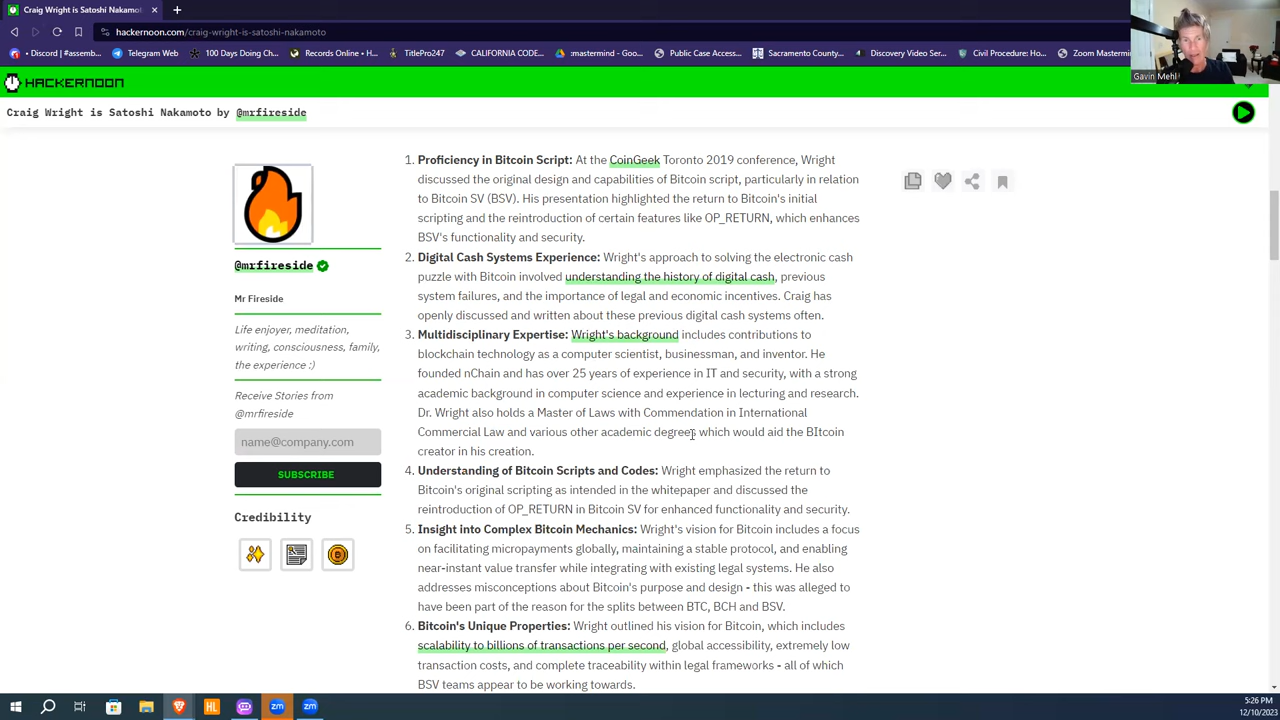 Craig Wright is Satoshi Nakamoto
hackernoon.com/craig-wright-is-satoshi-nakamoto
• Discord | #assemb...
Telegram Web
100 Days Doing Ch...
Records Online • H...
TitlePro247
CALIFORNIA CODE...
:mastermind - Goo...
Public Case Access...
Sacramento County...
Discovery Video Ser...
Civil Procedure: Ho...
Zoom Mastermi
Gavin Mehl
HACKERNOON
Craig Wright is Satoshi Nakamoto by @mrfireside
@mrfireside
Mr Fireside
Life enjoyer, meditation,
writing, consciousness, family,
the experience :)
Receive Stories from
@mrfireside
name@company.com
SUBSCRIBE
Credibility
1. Proficiency in Bitcoin Script: At the CoinGeek Toronto 2019 conference, Wright
discussed the original design and capabilities of Bitcoin script, particularly in relation
to Bitcoin SV (BSV). His presentation highlighted the return to Bitcoin's initial
scripting and the reintroduction of certain features like OP_RETURN, which enhances
BSV's functionality and security.
2. Digital Cash Systems Experience: Wright's approach to solving the electronic cash
puzzle with Bitcoin involved understanding the history of digital cash, previous
system failures, and the importance of legal and economic incentives. Craig has
openly discussed and written about these previous digital cash systems often.
3. Multidisciplinary Expertise: Wright's background includes contributions to
blockchain technology as a computer scientist, businessman, and inventor. He
founded nChain and has over 25 years of experience in IT and security, with a strong
academic background in computer science and experience in lecturing and research.
Dr. Wright also holds a Master of Laws with Commendation in International
Commercial Law and various other academic degrees which would aid the BItcoin
creator in his creation.
4. Understanding of Bitcoin Scripts and Codes: Wright emphasized the return to
Bitcoin's original scripting as intended in the whitepaper and discussed the
reintroduction of OP_RETURN in Bitcoin SV for enhanced functionality and security.
5. Insight into Complex Bitcoin Mechanics: Wright's vision for Bitcoin includes a focus
on facilitating micropayments globally, maintaining a stable protocol, and enabling
near-instant value transfer while integrating with existing legal systems. He also
addresses misconceptions about Bitcoin's purpose and design - this was alleged to
have been part of the reason for the splits between BTC, BCH and BSV.
6. Bitcoin's Unique Properties: Wright outlined his vision for Bitcoin, which includes
scalability to billions of transactions per second, global accessibility, extremely low
transaction costs, and complete traceability within legal frameworks - all of which
BSV teams appear to be working towards.
HL
zm
zm
5:26 PM
12/10/2023